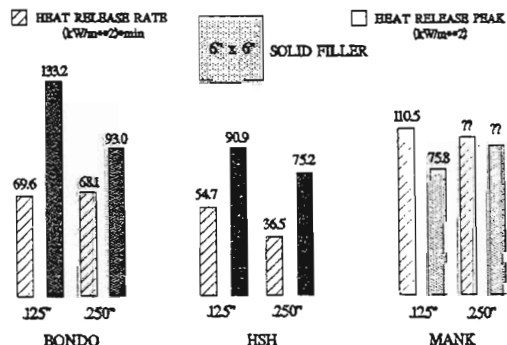 HEAT RELEASE RATE
(kW/m**2)*min
6" x 6"
SOLID FILLER
HEAT RELEASE PEAK
(kW/m**2)
133.2
69.6
68.1
93.0
54.7
90.9
36.5
75.2
110.5
75.8
??
??
.125"
.250"
.125"
.250"
.125"
.250"
BONDO
HSH
MANK